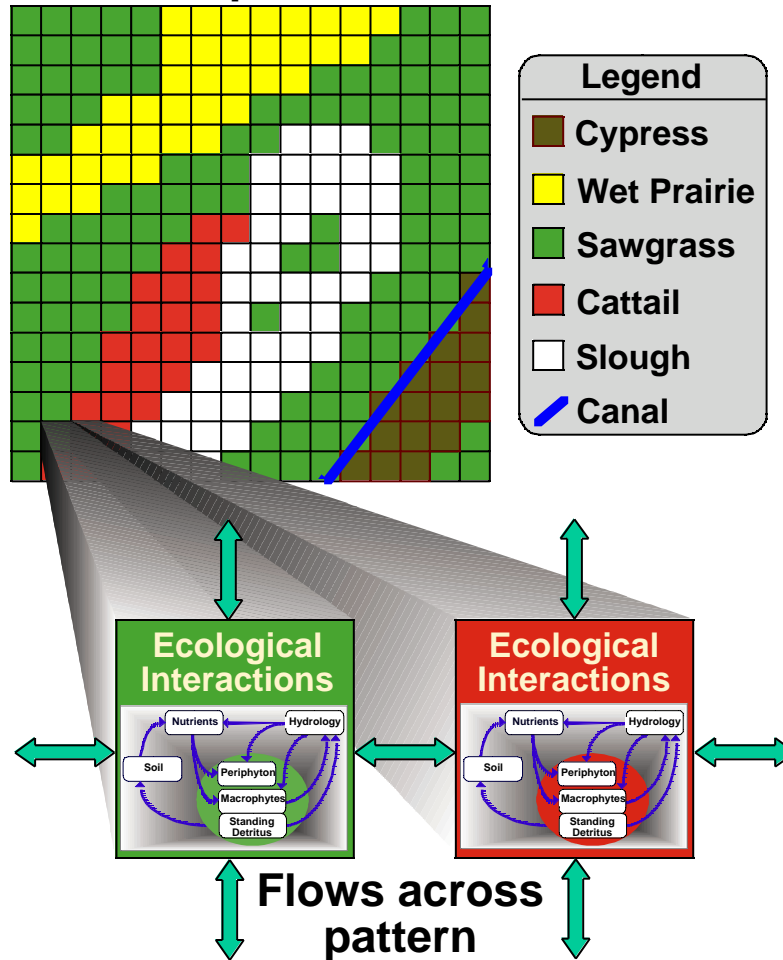 Legend
Cypress
Wet Prairie
Sawgrass
Cattail
Slough
Canal
Ecological
Interactions
Nutrients
Hydrology
Soil
Periphyton
Macrophytes
Standing
Detritus
Ecological
Interactions
Nutrients
Hydrology
Soil
Periphyton
Macrophytes
Standing
Detritus
Flows across
pattern